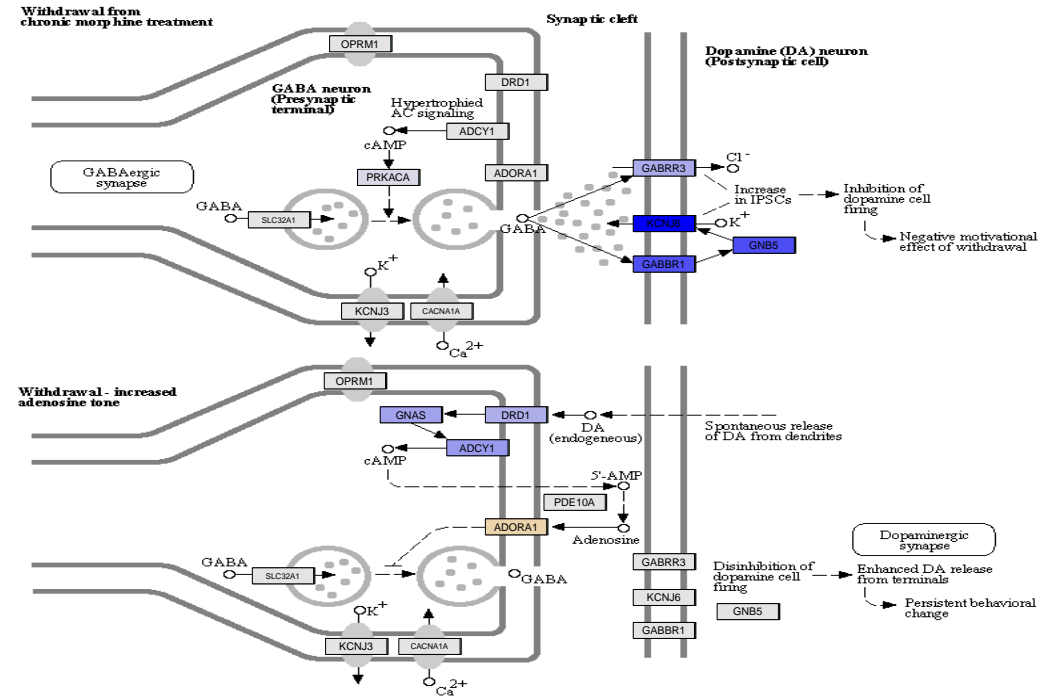 Withdrawal from
chronic morphine treatment
Synaptic cleft
OPRM1
Dopamine (DA) neuron
(Postsynaptic cell)
GABA neuron
(Presynaptic
terminal)
DRD1
Hypertrophied
AC signaling
ADCY1
cAMP
PRKACA
ADORA1
GABRR3
Cl-
GABAergic
synapse
Increase
in IPSCs
Inhibition of
dopamine cell
firing
GABA
SLC32A1
GABA
KCNJ6
K+
GNB5
Negative motivational
effect of withdrawal
GABBR1
K+
KCNJ3
CACNA1A
Ca2+
Withdrawal - increased
adenosine tone
OPRM1
GNAS
DRD1
DA
(endogeneous)
Spontaneous release
of DA from dendrites
ADCY1
cAMP
5'-AMP
PDE10A
ADORA1
Adenosine
Dopaminergic
synapse
GABA
SLC32A1
GABA
GABRR3
Disinhibition of
dopamine cell
firing
Enhanced DA release
from terminals
KCNJ6
GNB5
Persistent behavioral
change
GABBR1
K+
KCNJ3
CACNA1A
Ca2+